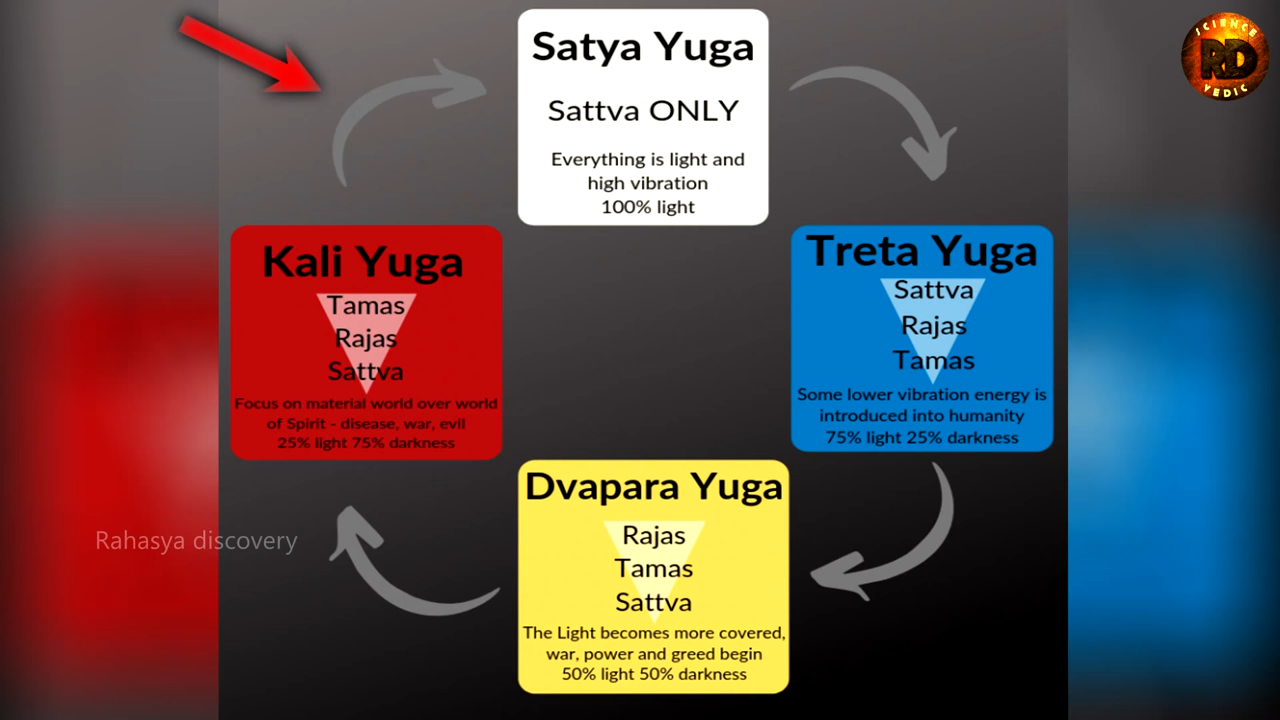 Satya Yuga
Sattva ONLY
Everything is light and
high vibration
100% light
SCIENCE
RD
VEDIC
Kali Yuga
Tamas
Rajas
Sattva
Focus on material world over world
of Spirit - disease, war, evil
25% light 75% darkness
Treta Yuga
Sattva
Rajas
Tamas
Some lower vibration energy is
introduced into humanity
75% light 25% darkness
Dvapara Yuga
Rajas
Tamas
Sattva
The Light becomes more covered,
war, power and greed begin
50% light 50% darkness
Rahasya discovery